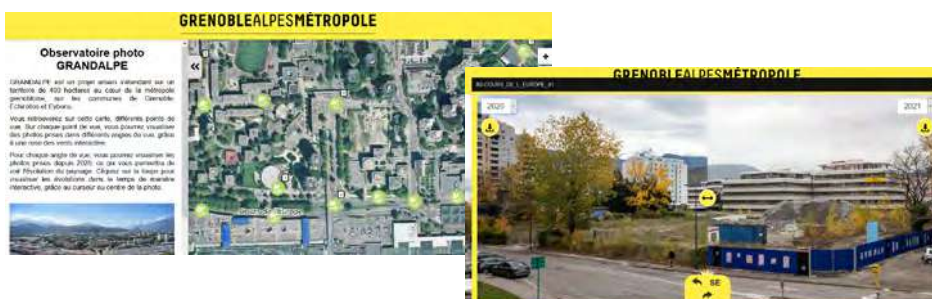 GRENOBLEALPESMÉTROPOLE
Observatoire photo
GRANDALPE
GRANDALPE est un projet urbain s'étendant sur un
territoire de 400 hectares au cœur de la métropole
grenobloise, sur les communes de Grenoble,
Échirolles et Eybens.
Vous retrouverez sur cette carte, différents points de
vue. Sur chaque point de vue, vous pourrez visualiser
des photos prises dans différents angles de vue, grâce
à une rose des vents interactive.
Pour chaque angle de vue, vous pourrez visualiser les
photos prises depuis 2020, ce qui vous permettra de
voir l'évolution du paysage. Cliquez sur la loupe pour
visualiser les évolutions dans le temps de manière
interactive, grâce au curseur au centre de la photo.
«
+
GRENOBLEALPESMÉTROPOLE
2020
2021
SE